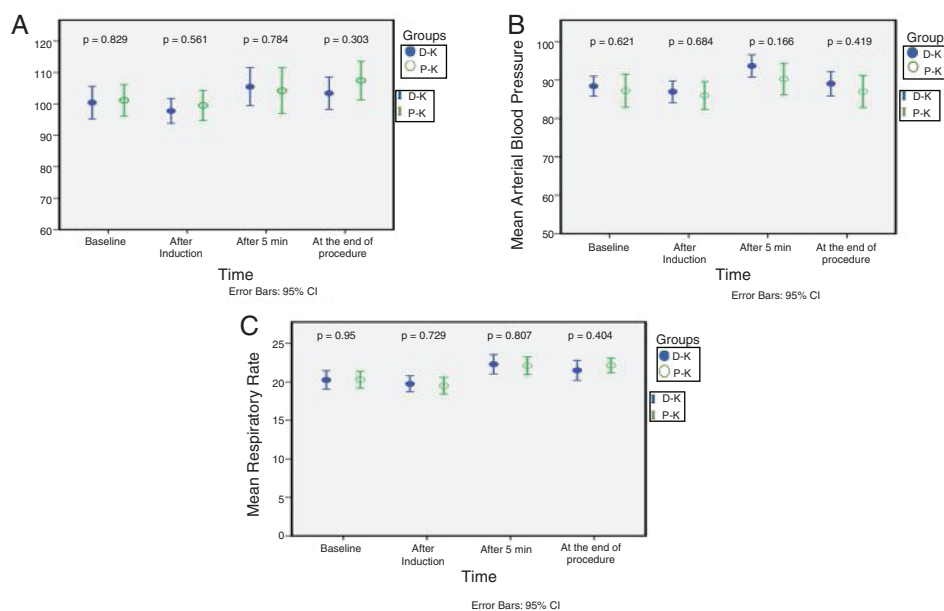 A
120
110
100
90
80
70
60
p = 0.829
p = 0.561
p = 0.784
p = 0.303
Groups
D-K
P-K
D-K
P-K
Baseline
After
Induction
After 5 min
At the end of
procedure
Time
Error Bars: 95% CI
B
Mean Arterial Blood Pressure
100
90
80
70
60
50
p = 0.621
p = 0.684
p = 0.166
p = 0.419
Group
D-K
P-K
D-K
P-K
Baseline
After
Induction
After 5 min
At the end of
procedure
Time
Error Bars: 95% CI
C
Mean Respiratory Rate
25
20
15
10
5
0
p = 0.95
p = 0.729
p = 0.807
p = 0.404
Groups
D-K
P-K
D-K
P-K
Baseline
After
Induction
After 5 min
At the end of
procedure
Time
Error Bars: 95% CI